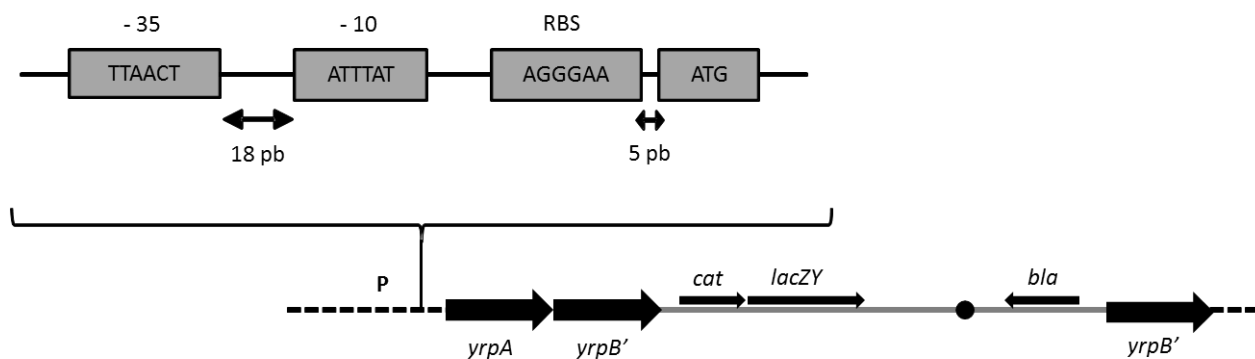 - 35 - 10 RBS
TTAACT ATTTAT AGGGAA ATG
18 pb 5 pb
P cat lacZY bla
yrpA yrpB’ yrpB’